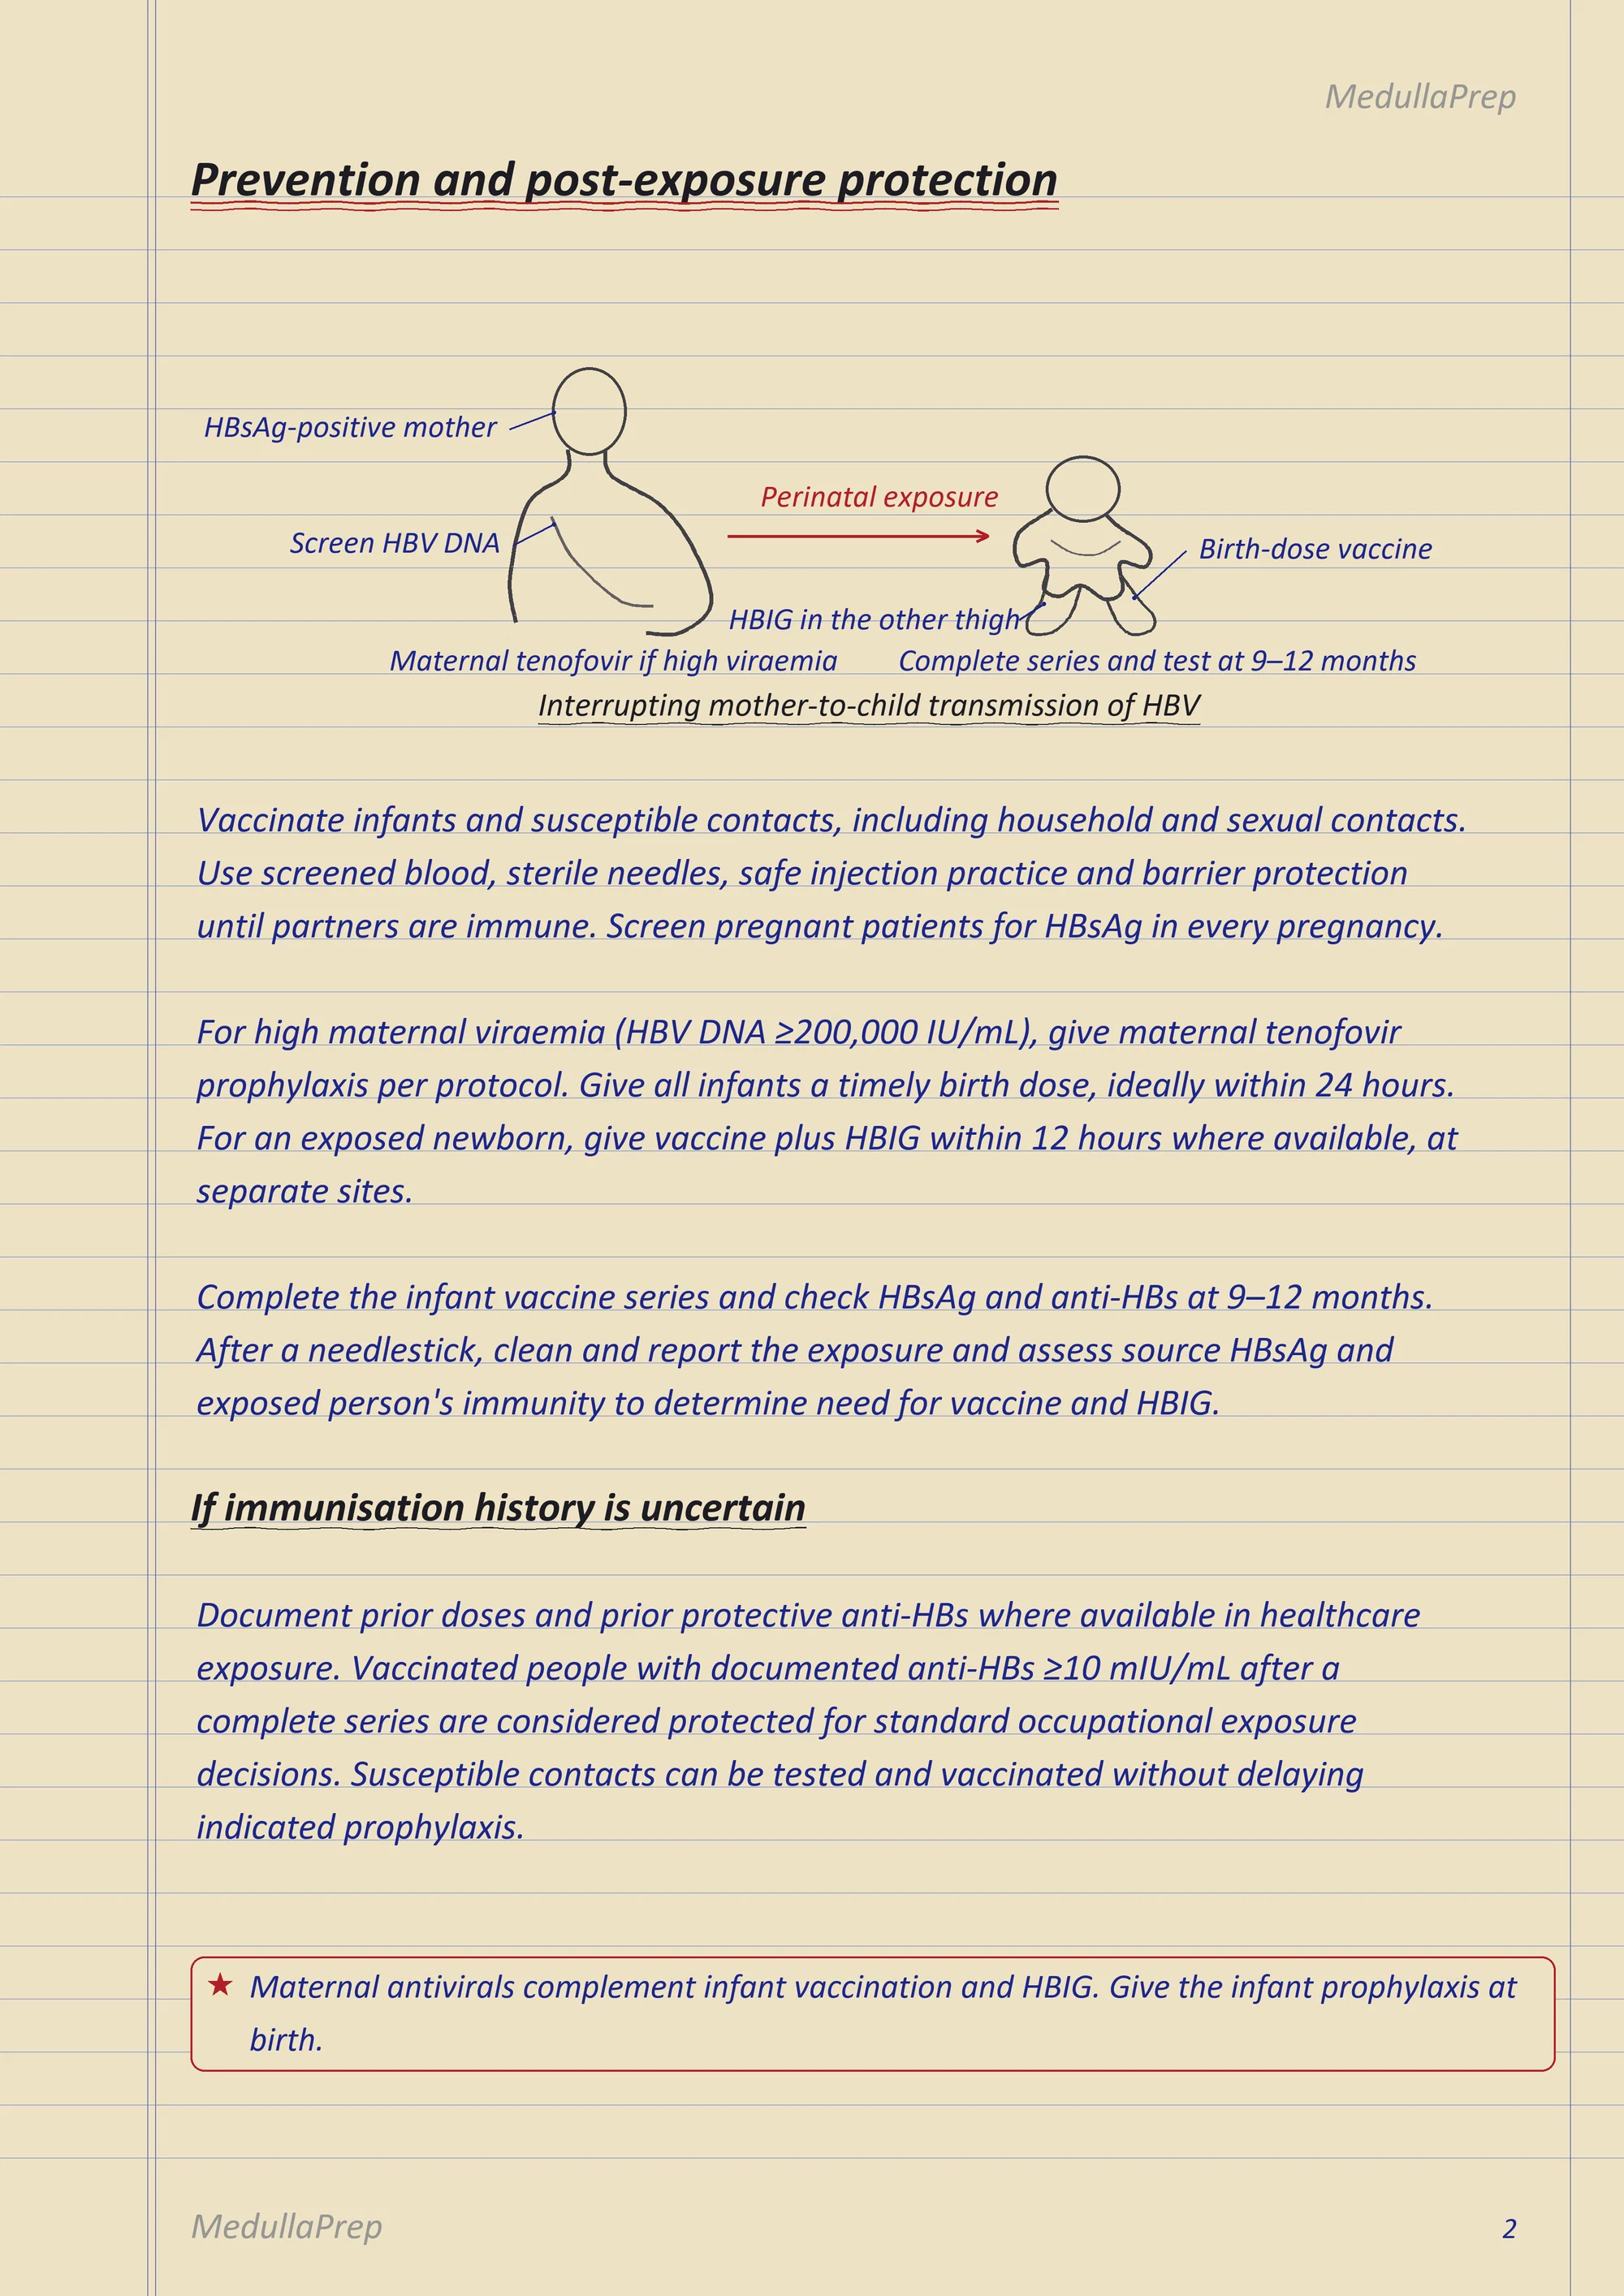 MedullaPrep
Prevention and post-exposure protection
HBsAg-positive mother
Perinatal exposure
Screen HBV DNA
Birth-dose vaccine
HBIG in the other thigh
Maternal tenofovir if high viraemia
Complete series and test at 9–12 months
Interrupting mother-to-child transmission of HBV
Vaccinate infants and susceptible contacts, including household and sexual contacts.
Use screened blood, sterile needles, safe injection practice and barrier protection
until partners are immune. Screen pregnant patients for HBsAg in every pregnancy.
For high maternal viraemia (HBV DNA ≥200,000 IU/mL), give maternal tenofovir
prophylaxis per protocol. Give all infants a timely birth dose, ideally within 24 hours.
For an exposed newborn, give vaccine plus HBIG within 12 hours where available, at
separate sites.
Complete the infant vaccine series and check HBsAg and anti-HBs at 9–12 months.
After a needlestick, clean and report the exposure and assess source HBsAg and
exposed person's immunity to determine need for vaccine and HBIG.
If immunisation history is uncertain
Document prior doses and prior protective anti-HBs where available in healthcare
exposure. Vaccinated people with documented anti-HBs ≥10 mIU/mL after a
complete series are considered protected for standard occupational exposure
decisions. Susceptible contacts can be tested and vaccinated without delaying
indicated prophylaxis.
★ Maternal antivirals complement infant vaccination and HBIG. Give the infant prophylaxis at
birth.
MedullaPrep
2